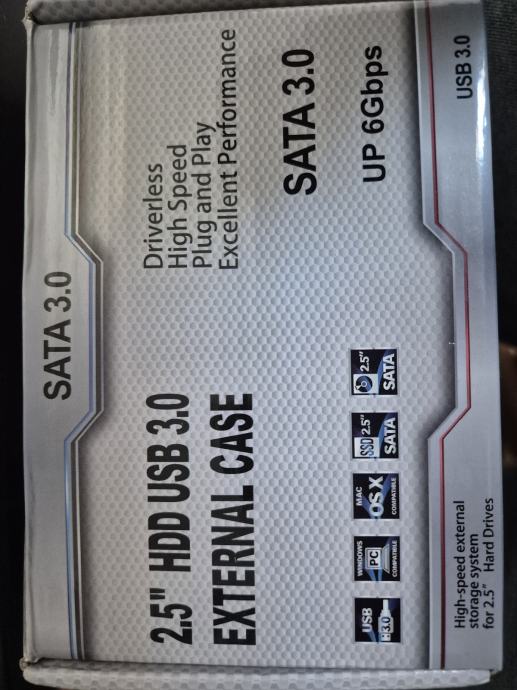 SATA 3.0
2.5" HDD USB 3.0
EXTERNAL CASE
Driverless
High Speed
Plug and Play
Excellent Performance
SATA 3.0
UP 6Gbps
USB
3.0
WINDOWS
PC
COMPATIBLE
MAC
OS X
COMPATIBLE
SSD 2.5"
SATA
2.5"
SATA
High-speed external
storage system
for 2.5" Hard Drives
USB 3.0